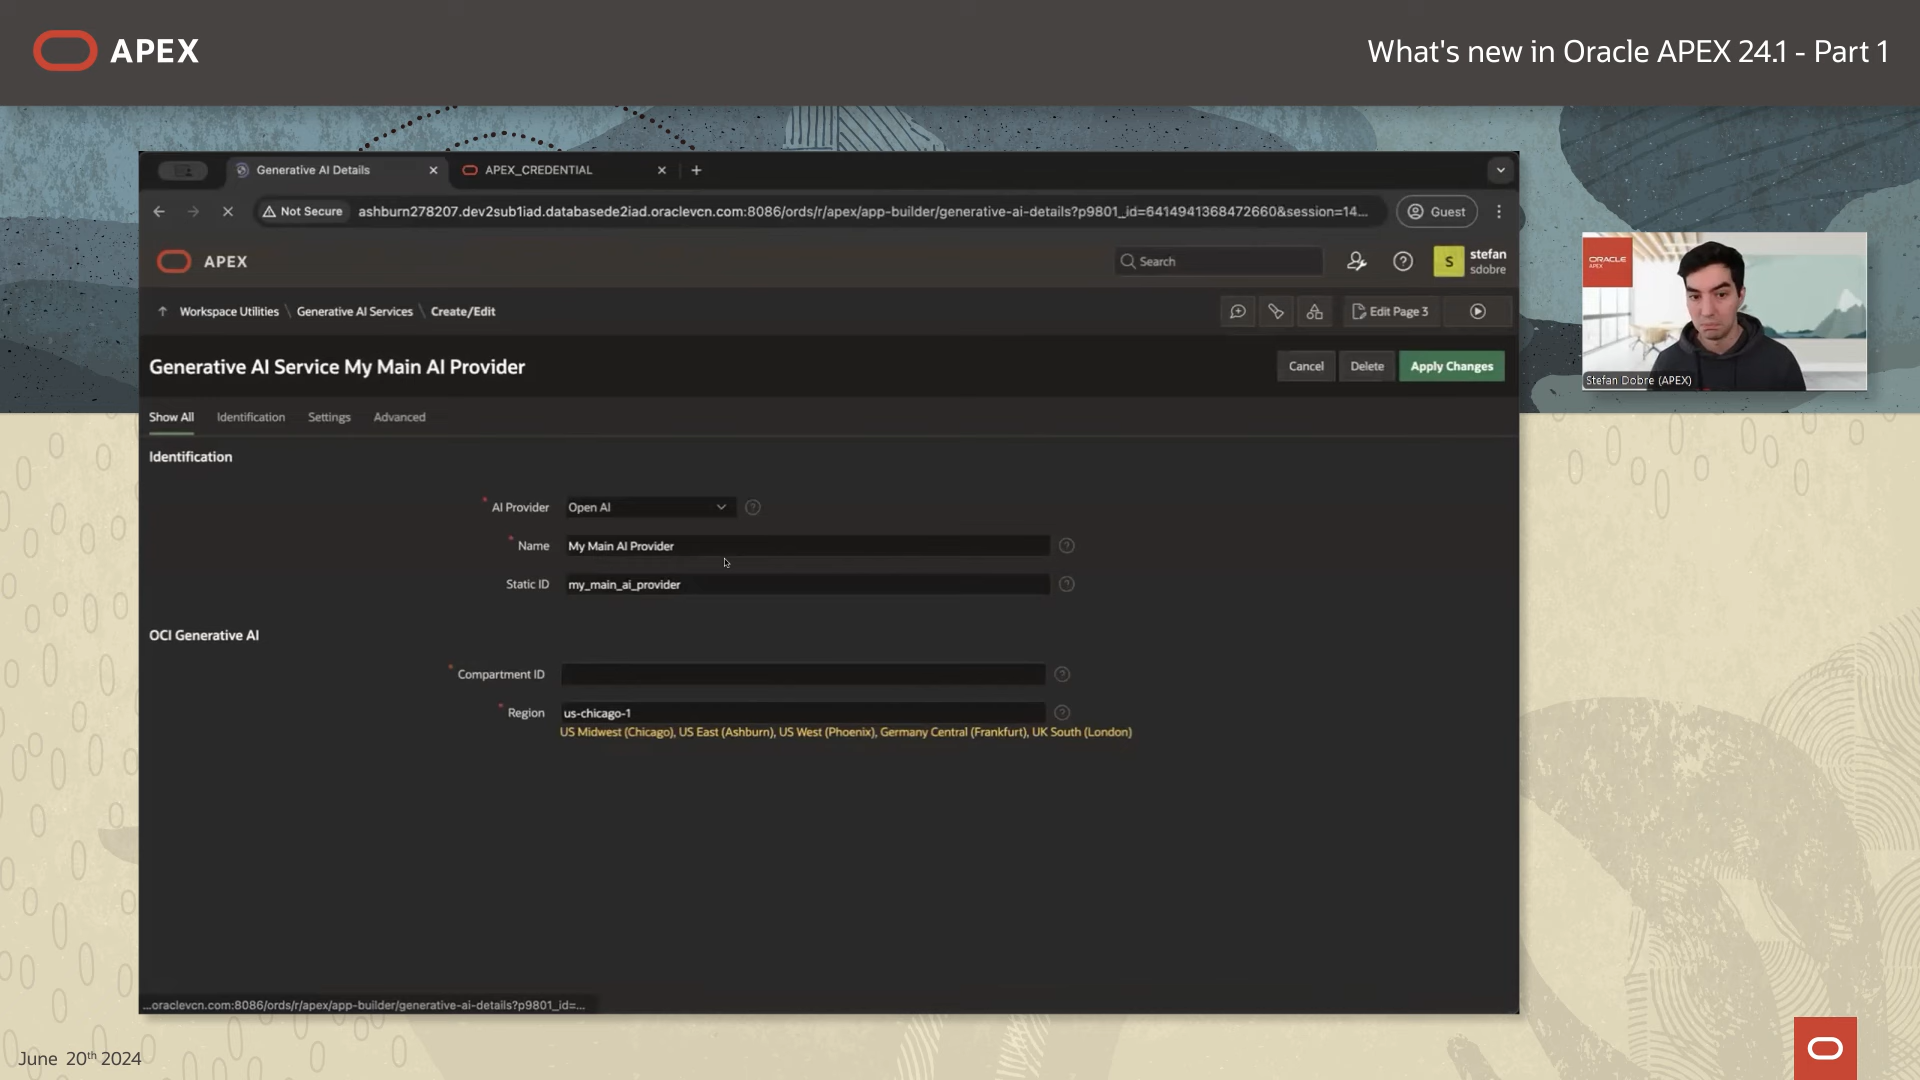 APEX
What's new in Oracle APEX 24.1 - Part 1
Generative AI Details
APEX_CREDENTIAL
Not Secure
ashburn278207.dev2sub1iad.databasede2iad.oraclevcn.com:8086/ords/r/apex/app-builder/generative-ai-details?p9801_id=6414941368472660&session=14...
Guest
APEX
Search
S
stefan
sdobre
Workspace Utilities \ Generative AI Services \ Create/Edit
Edit Page 3
Generative AI Service My Main AI Provider
Cancel
Delete
Apply Changes
Show All
Identification
Settings
Advanced
Identification
* AI Provider
Open AI
* Name
My Main AI Provider
Static ID
my_main_ai_provider
OCI Generative AI
* Compartment ID
* Region
us-chicago-1
US Midwest (Chicago), US East (Ashburn), US West (Phoenix), Germany Central (Frankfurt), UK South (London)
...oraclevcn.com:8086/ords/r/apex/app-builder/generative-ai-details?p9801_id=...
ORACLE
APEX
Stefan Dobre (APEX)
June 20th 2024